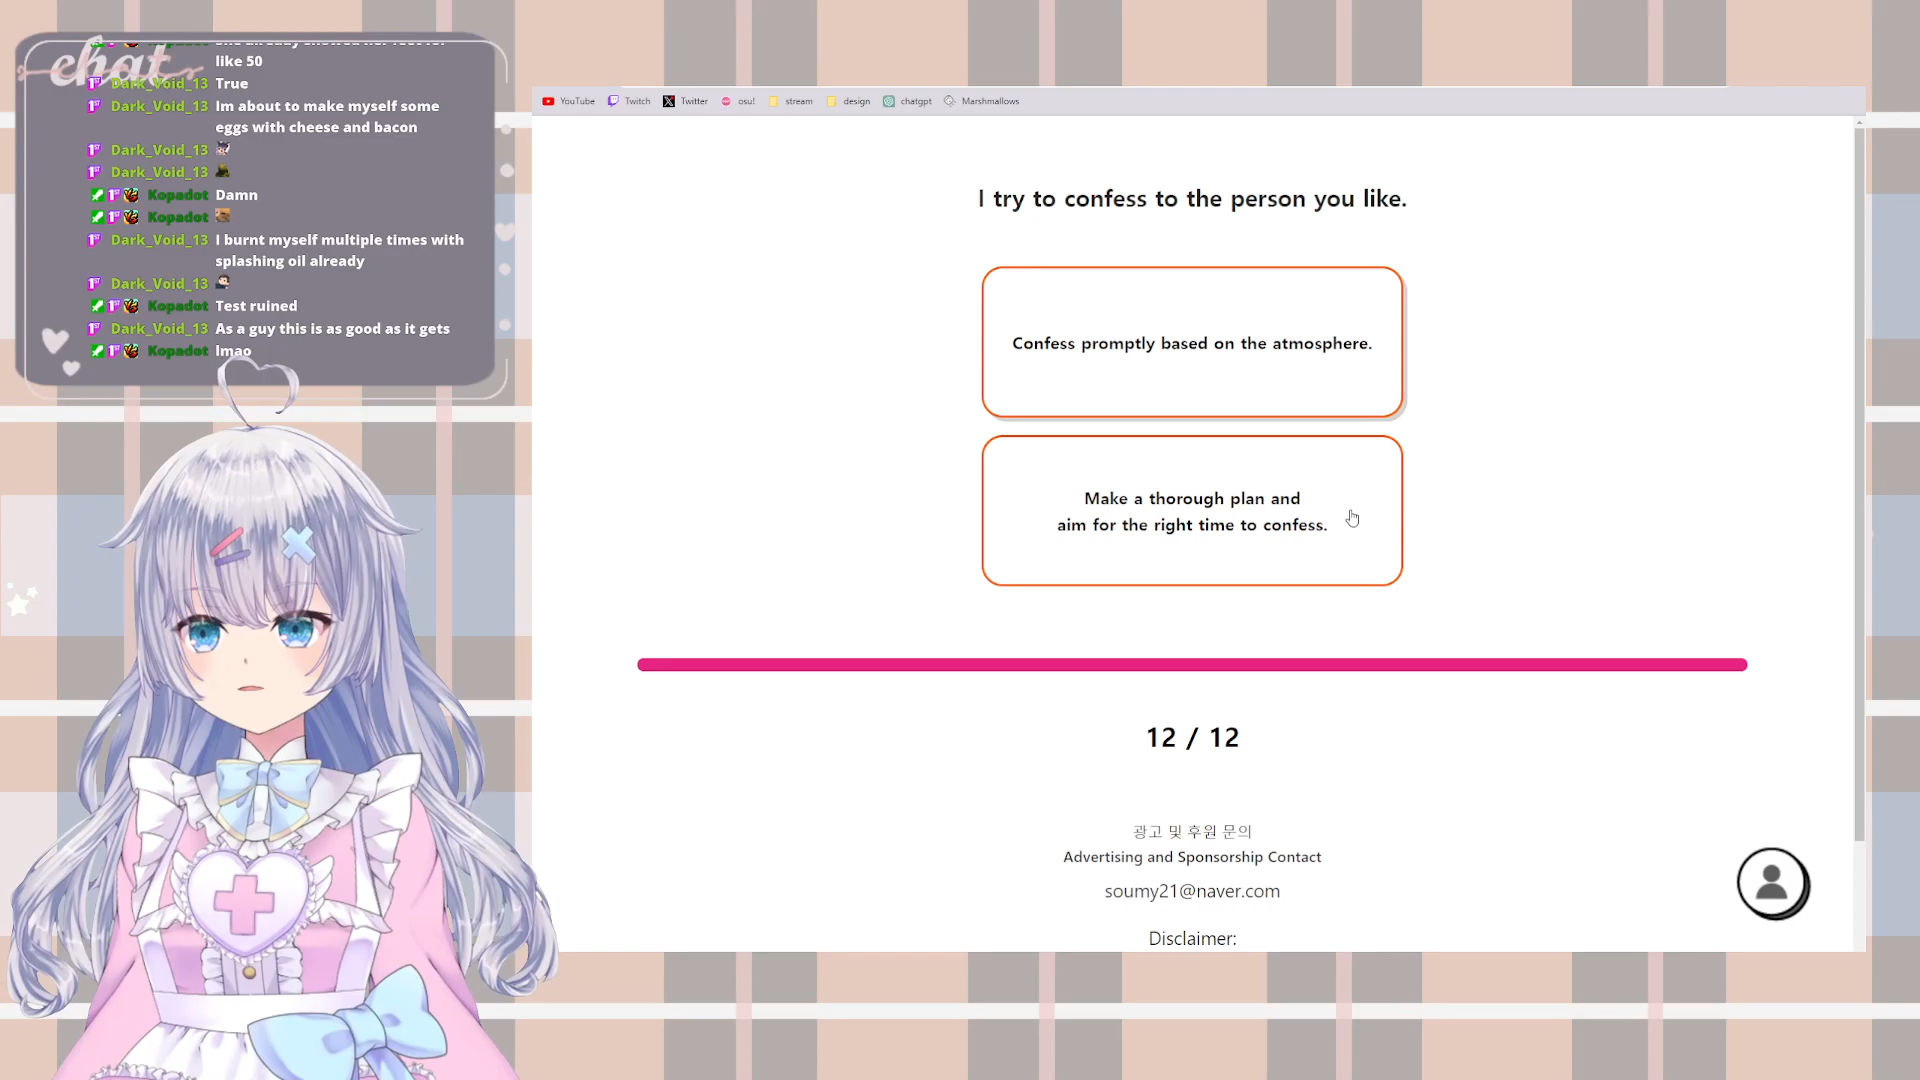 chat
like 50
Dark_Void_13 True
Dark_Void_13 Im about to make myself some
eggs with cheese and bacon
Dark_Void_13
Dark_Void_13
Kopadot Damn
Kopadot
Dark_Void_13 I burnt myself multiple times with
splashing oil already
Dark_Void_13
Kopadot Test ruined
Dark_Void_13 As a guy this is as good as it gets
Kopadot lmao
YouTube Twitch Twitter osu! stream design chatgpt Marshmallows
I try to confess to the person you like.
Confess promptly based on the atmosphere.
Make a thorough plan and
aim for the right time to confess.
12 / 12
광고 및 후원 문의
Advertising and Sponsorship Contact
soumy21@naver.com
Disclaimer: